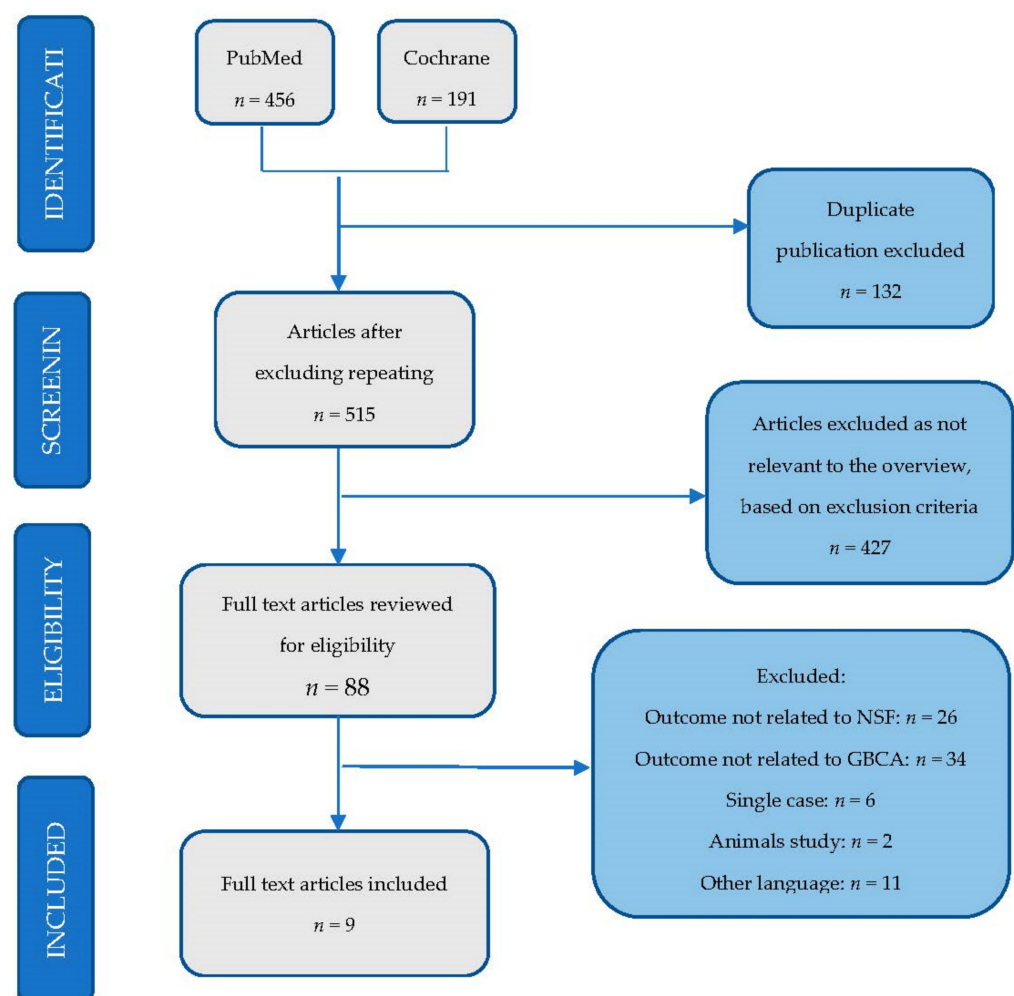 IDENTIFICATI
PubMed
n = 456
Cochrane
n = 191
Duplicate
publication excluded
n = 132
SCREENIN
Articles after
excluding repeating
n = 515
Articles excluded as not
relevant to the overview,
based on exclusion criteria
n = 427
ELIGIBILITY
Full text articles reviewed
for eligibility
n = 88
Excluded:
Outcome not related to NSF: n = 26
Outcome not related to GBCA: n = 34
Single case: n = 6
Animals study: n = 2
Other language: n = 11
INCLUDED
Full text articles included
n = 9